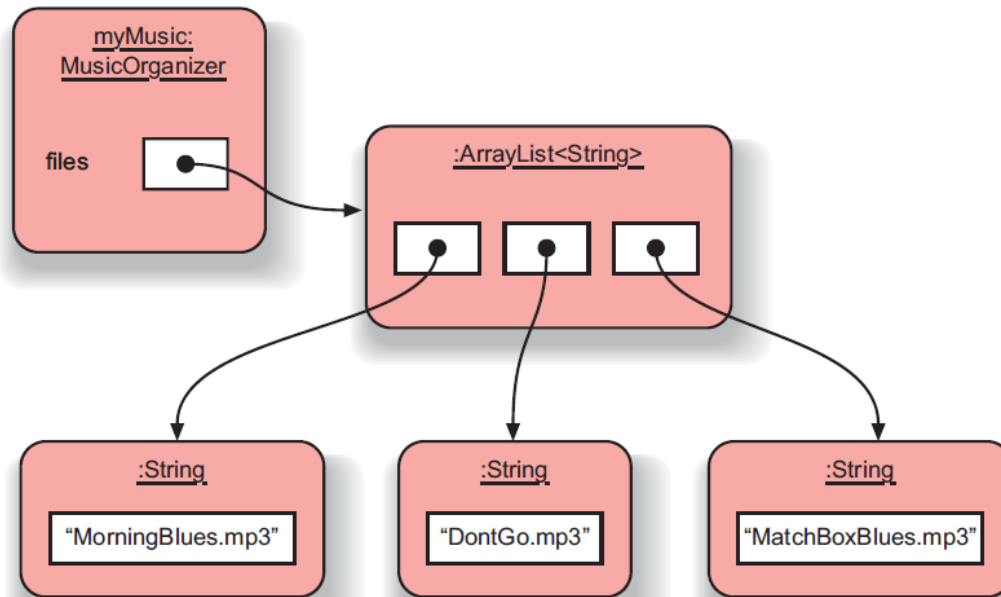 myMusic:
MusicOrganizer
files
:ArrayList<String>
:String
“MorningBlues.mp3”
:String
“DontGo.mp3”
:String
“MatchBoxBlues.mp3”